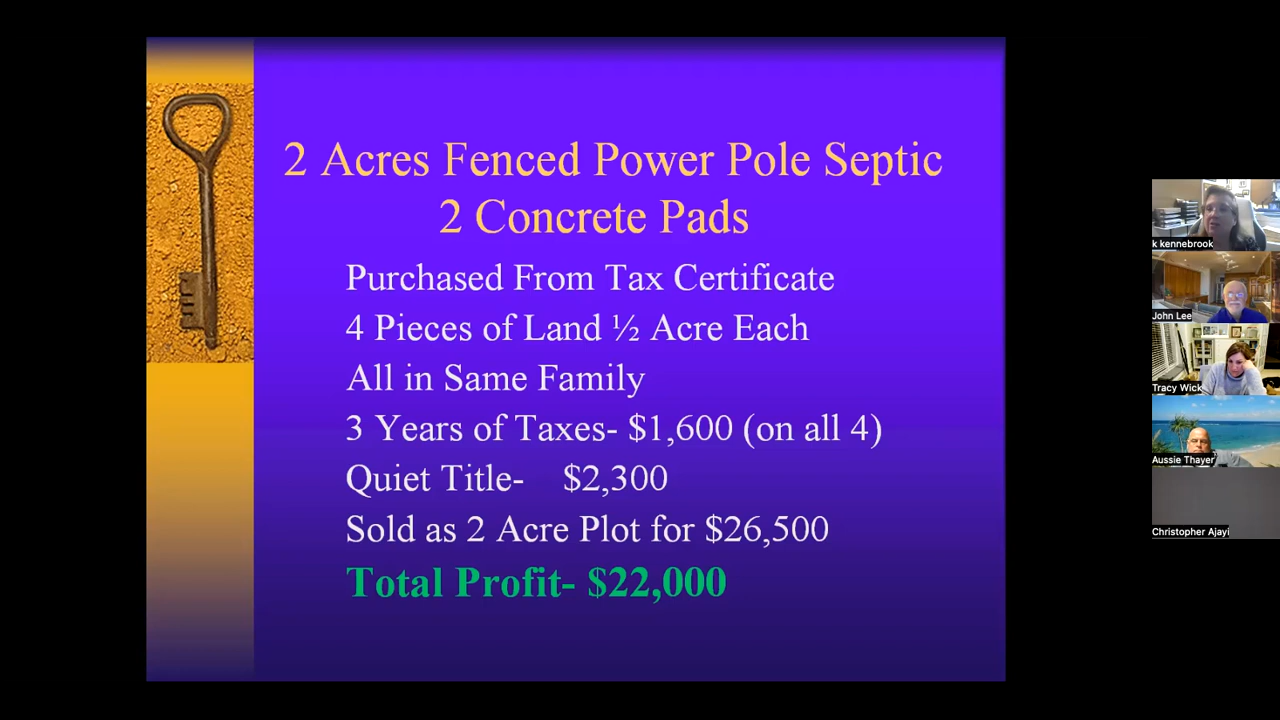 2 Acres Fenced Power Pole Septic
2 Concrete Pads
Purchased From Tax Certificate
4 Pieces of Land ½ Acre Each
All in Same Family
3 Years of Taxes- $1,600 (on all 4)
Quiet Title- $2,300
Sold as 2 Acre Plot for $26,500
Total Profit- $22,000
k kennebrook
John Lee
Tracy Wick
Aussie Thayer
Christopher Ajayi